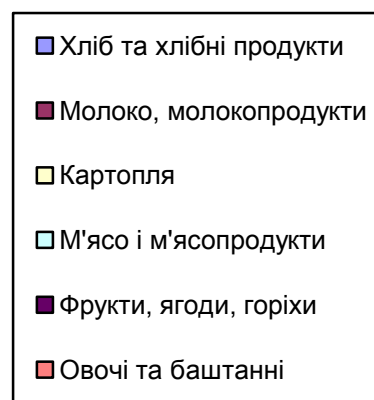 Хліб та хлібні продукти
Молоко, молокопродукти
Картопля
М'ясо і м'ясопродукти
Фрукти, ягоди, горіхи
Овочі та баштанні